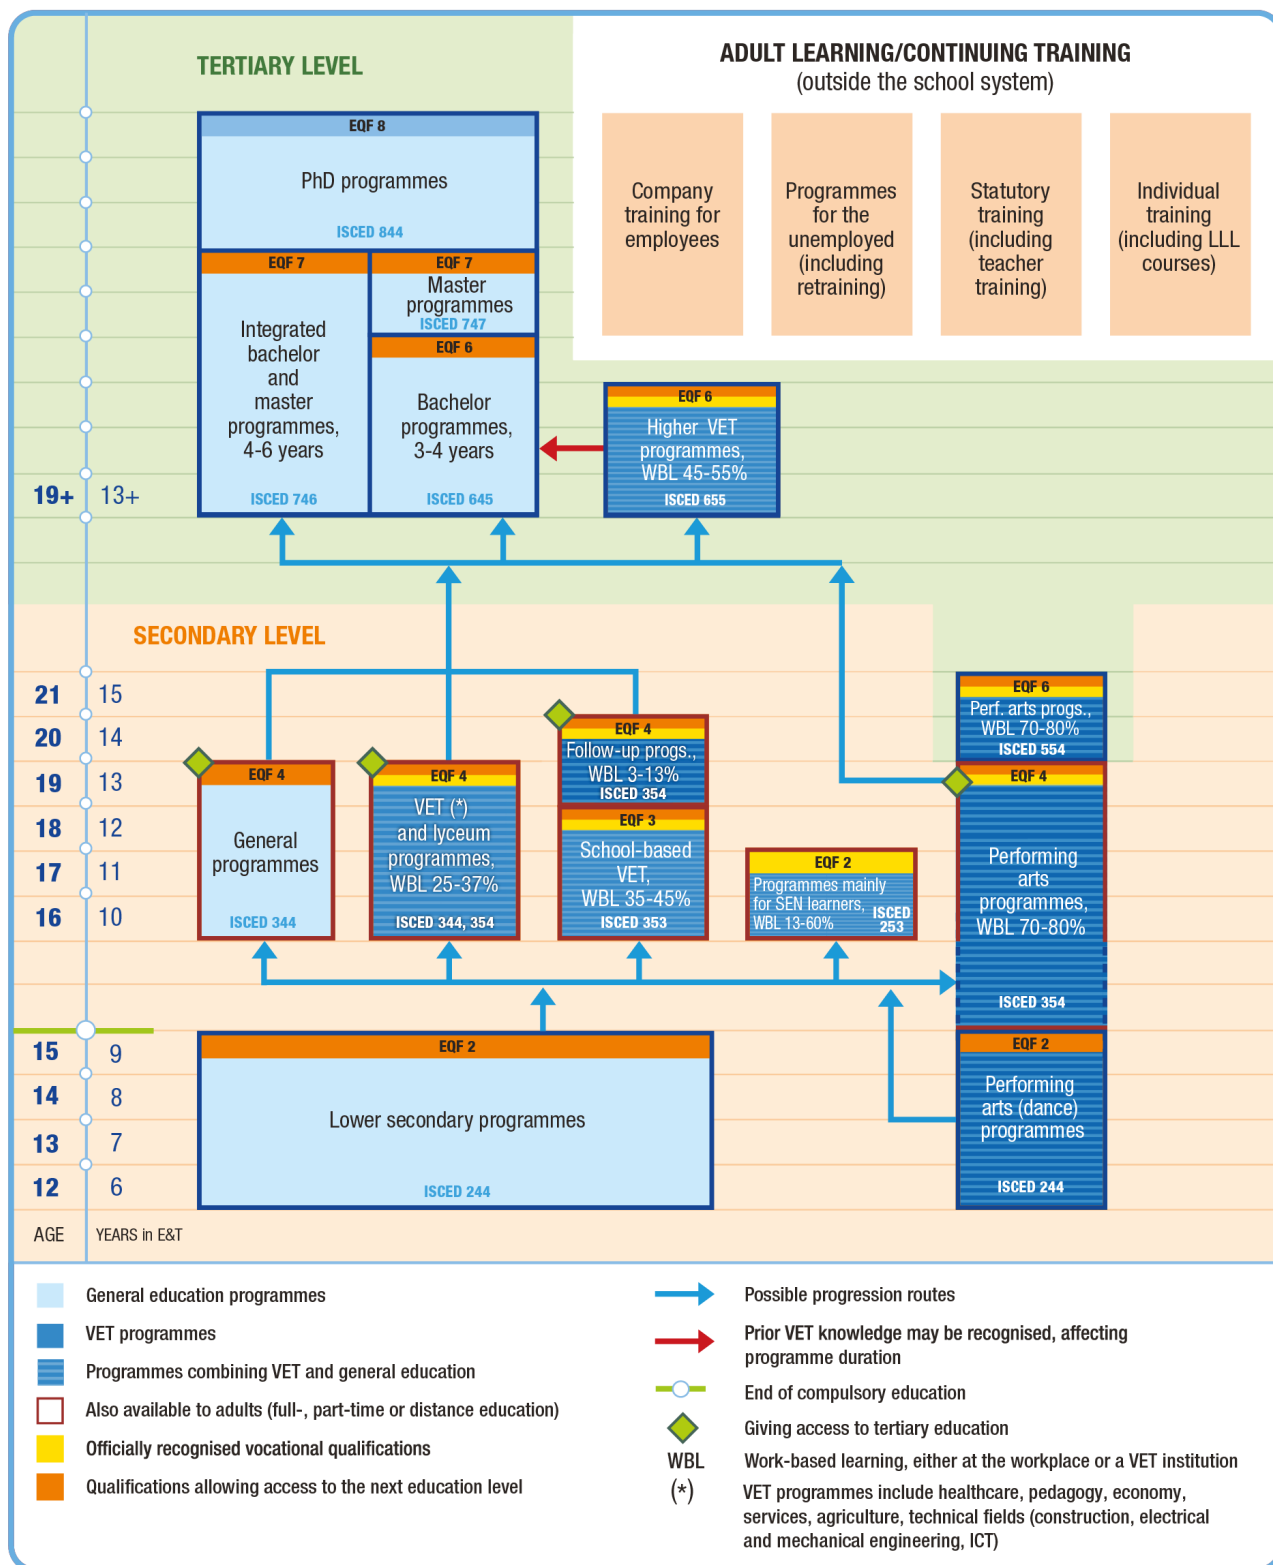 TERTIARY LEVEL
ADULT LEARNING/CONTINUING TRAINING
(outside the school system)
EQF 8
PhD programmes
ISCED 844
Company
training for
employees
Programmes
for the
unemployed
(including
retraining)
Statutory
training
(including
teacher
training)
Individual
training
(including LLL
courses)
EQF 7
Integrated
bachelor
and
master
programmes,
4-6 years
ISCED 746
EQF 7
Master
programmes
ISCED 747
EQF 6
Bachelor
programmes,
3-4 years
ISCED 645
EQF 6
Higher VET
programmes,
WBL 45-55%
ISCED 655
19+ 13+
SECONDARY LEVEL
21 15
20 14
19 13
18 12
17 11
16 10
EQF 4
General
programmes
ISCED 344
EQF 4
VET (*)
and lyceum
programmes,
WBL 25-37%
ISCED 344, 354
EQF 4
Follow-up progs.,
WBL 3-13%
ISCED 354
EQF 3
School-based
VET,
WBL 35-45%
ISCED 353
EQF 2
Programmes mainly
for SEN learners,
WBL 13-60%
ISCED
253
EQF 6
Perf. arts progs.,
WBL 70-80%
ISCED 554
EQF 4
Performing
arts
programmes,
WBL 70-80%
ISCED 354
15 9
14 8
13 7
12 6
AGE YEARS in E&T
EQF 2
Lower secondary programmes
ISCED 244
EQF 2
Performing
arts (dance)
programmes
ISCED 244
General education programmes
VET programmes
Programmes combining VET and general education
Also available to adults (full-, part-time or distance education)
Officially recognised vocational qualifications
Qualifications allowing access to the next education level
Possible progression routes
Prior VET knowledge may be recognised, affecting
programme duration
End of compulsory education
Giving access to tertiary education
WBL Work-based learning, either at the workplace or a VET institution
(*) VET programmes include healthcare, pedagogy, economy,
services, agriculture, technical fields (construction, electrical
and mechanical engineering, ICT)